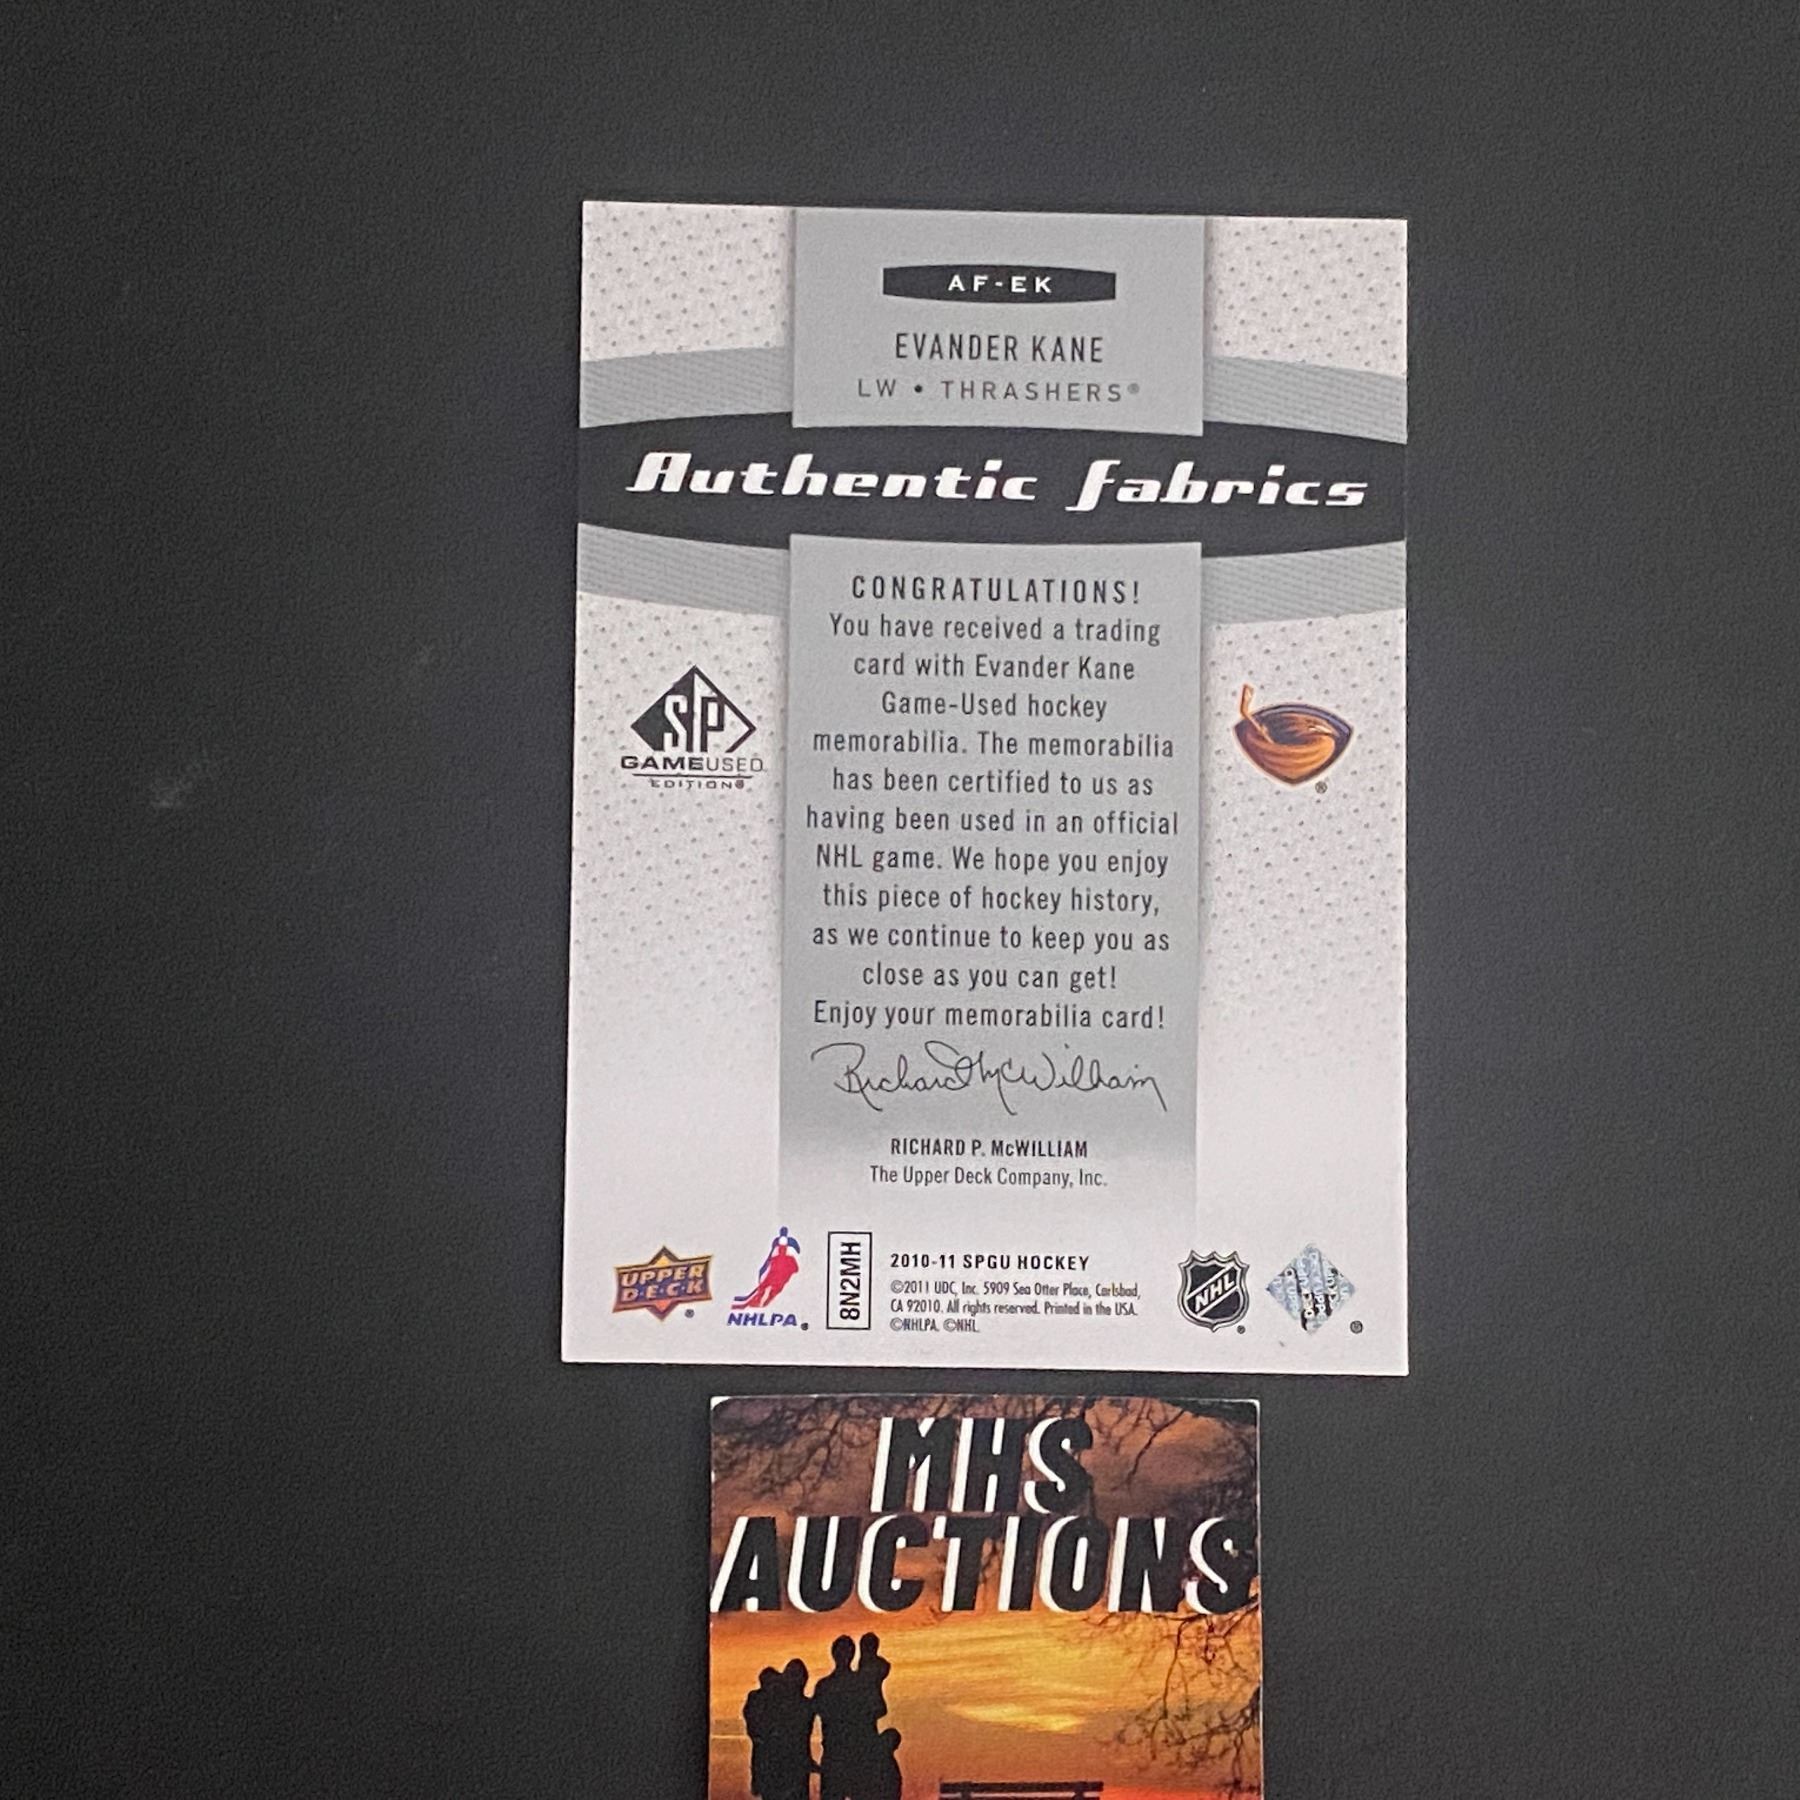 AF-EK
EVANDER KANE
LW • THRASHERS®
Authentic Fabrics
CONGRATULATIONS!
You have received a trading
card with Evander Kane
Game-Used hockey
memorabilia. The memorabilia
has been certified to us as
having been used in an official
NHL game. We hope you enjoy
this piece of hockey history,
as we continue to keep you as
close as you can get!
Enjoy your memorabilia card!
SP
GAMEUSED
EDITION®
®
Richard McWilliam
RICHARD P. McWILLIAM
The Upper Deck Company, Inc.
UPPER
D·E·C·K
®
NHLPA®
8N2MH
2010-11 SPGU HOCKEY
©2011 UDC, Inc. 5909 Sea Otter Place, Carlsbad,
CA 92010. All rights reserved. Printed in the USA.
©NHLPA. ©NHL
NHL
®
®
MHS
AUCTIONS